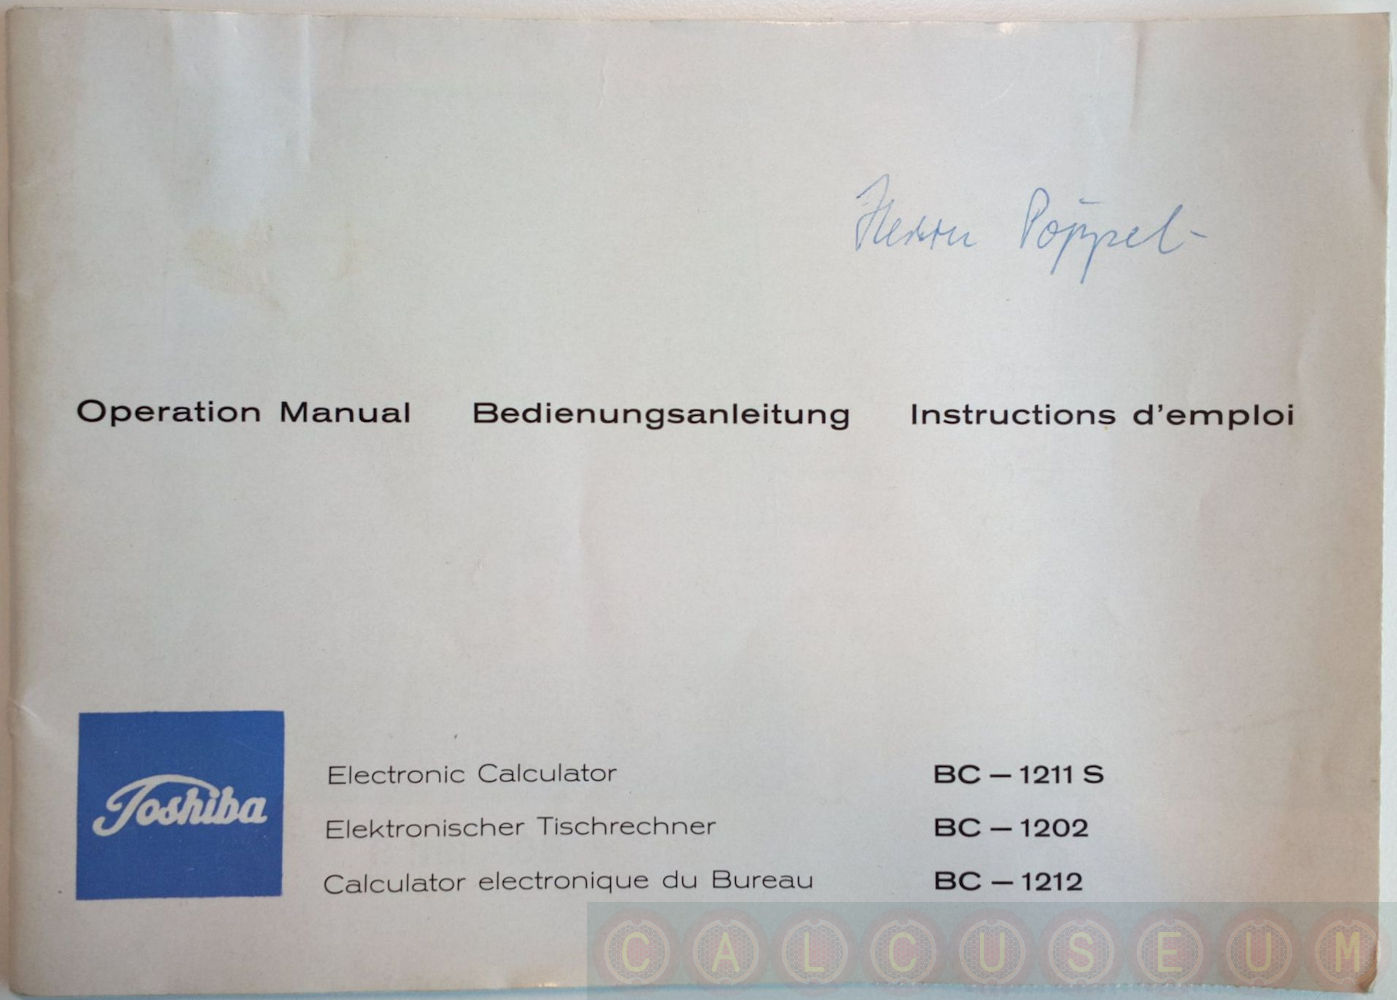 Herrn Pöppel
Operation Manual Bedienungsanleitung Instructions d'emploi
Toshiba
Electronic Calculator BC – 1211 S
Elektronischer Tischrechner BC – 1202
Calculator electronique du Bureau BC – 1212
CALCUSEUM